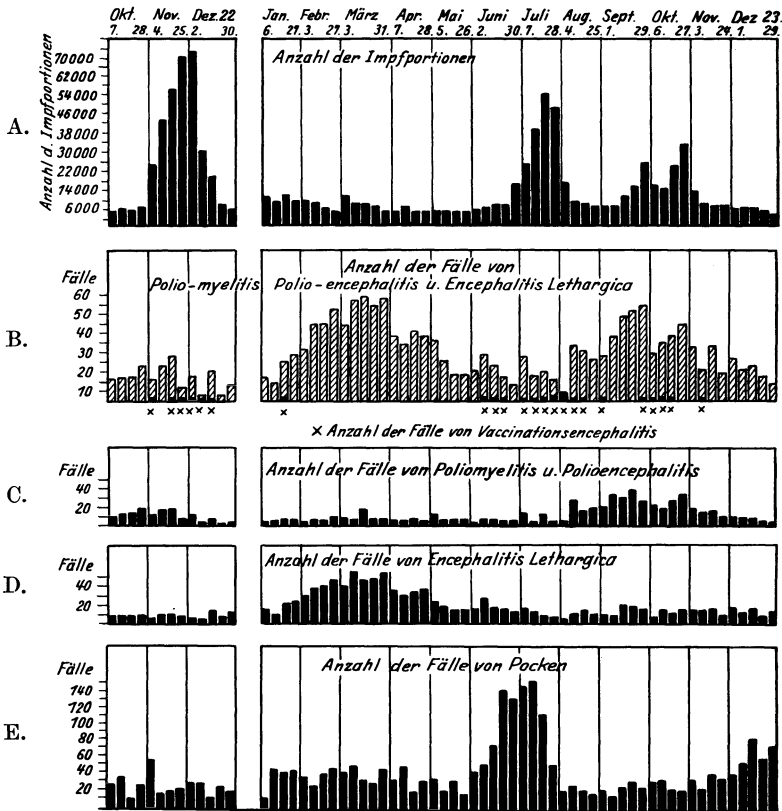 Okt. Nov. Dez.22 Jan. Febr. März Apr. Mai Juni Juli Aug. Sept. Okt. Nov. Dez 23.
7. 28. 4. 25. 2. 30. 6. 27. 3. 27. 3. 31. 7. 28. 5. 26. 2. 30. 7. 28. 4. 25. 1. 29. 6. 27. 3. 24. 1. 29.
A.
Anzahl d. Impfportionen
Anzahl der Impfportionen
70000
62000
54000
46000
38000
30000
22000
14000
6000
B.
Fälle
Anzahl der Fälle von
Polio-myelitis Polio-encephalitis u. Encephalitis Lethargica
60
50
40
30
20
10
x Anzahl der Fälle von Vaccinationsencephalitis
C.
Fälle
Anzahl der Fälle von Poliomyelitis u. Polioencephalitis
40
20
D.
Fälle
Anzahl der Fälle von Encephalitis Lethargica
40
20
E.
Fälle
Anzahl der Fälle von Pocken
140
120
100
80
60
40
20